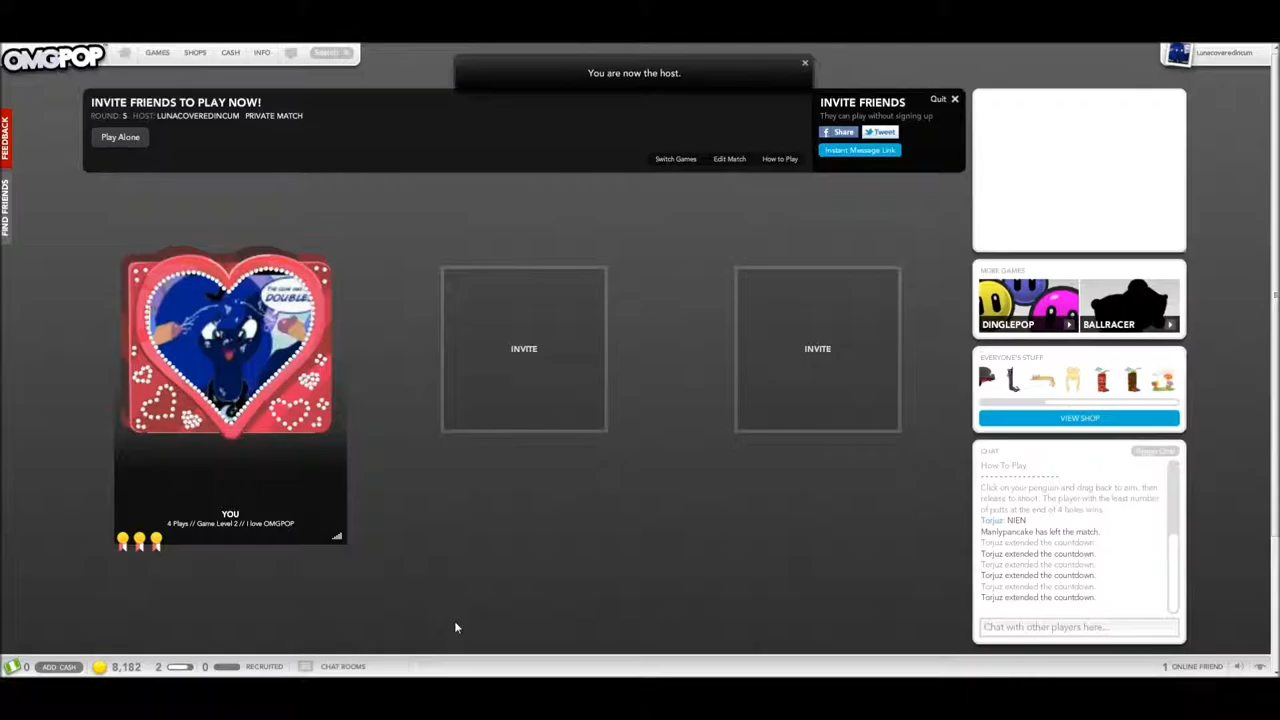 OMGPOP
GAMES SHOPS CASH INFO
Search
Lunacoveredincum
You are now the host.
INVITE FRIENDS TO PLAY NOW!
ROUND: 5 HOST: LUNACOVEREDINCUM PRIVATE MATCH
Play Alone
Switch Games Edit Match How to Play
INVITE FRIENDS
Quit
They can play without signing up
Share Tweet
Instant Message Link
FEEDBACK
FIND FRIENDS
DOUBLE!
INVITE
INVITE
YOU
4 Plays // Game Level 2 // I love OMGPOP
MORE GAMES
DINGLEPOP
BALLRACER
EVERYONE'S STUFF
VIEW SHOP
CHAT
How To Play
- - - - - - - - - - - - - - - - -
Click on your penguin and drag back to aim, then
release to shoot. The player with the least number
of putts at the end of 4 holes wins.
Torjuz: NIEN
Manlypancake has left the match.
Torjuz extended the countdown.
Torjuz extended the countdown.
Torjuz extended the countdown.
Torjuz extended the countdown.
Torjuz extended the countdown.
Torjuz extended the countdown.
Chat with other players here...
0 ADD CASH 8,182 2 0 RECRUITED CHAT ROOMS
1 ONLINE FRIEND